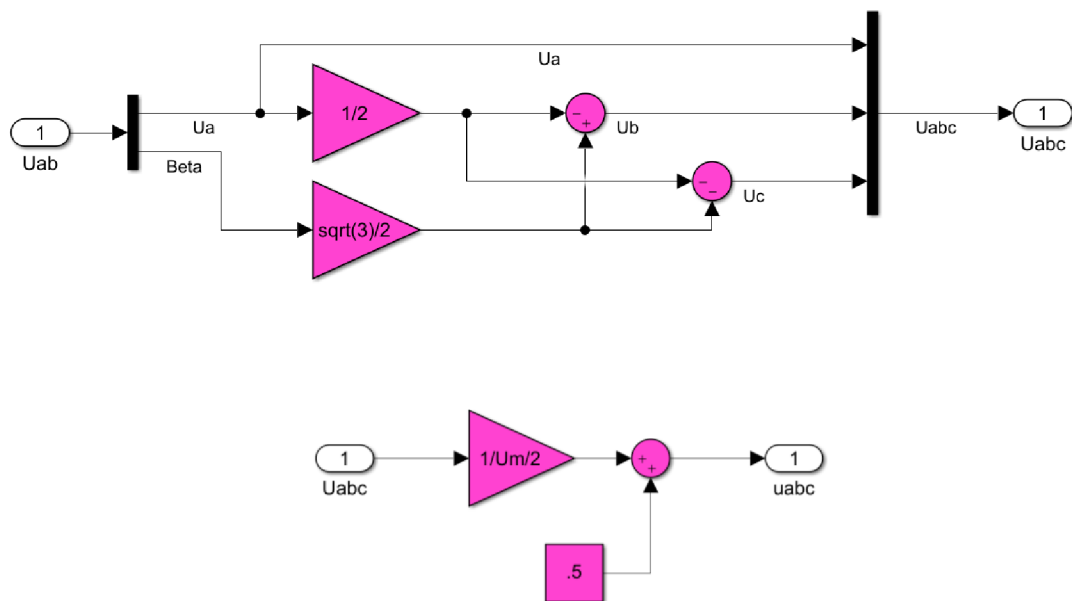 Ua
1/2
1
Uab
Ua
Beta
− +
Ub
Uabc
1
Uabc
− −
Uc
sqrt(3)/2
1
Uabc
1/Um/2
+ +
1
uabc
.5